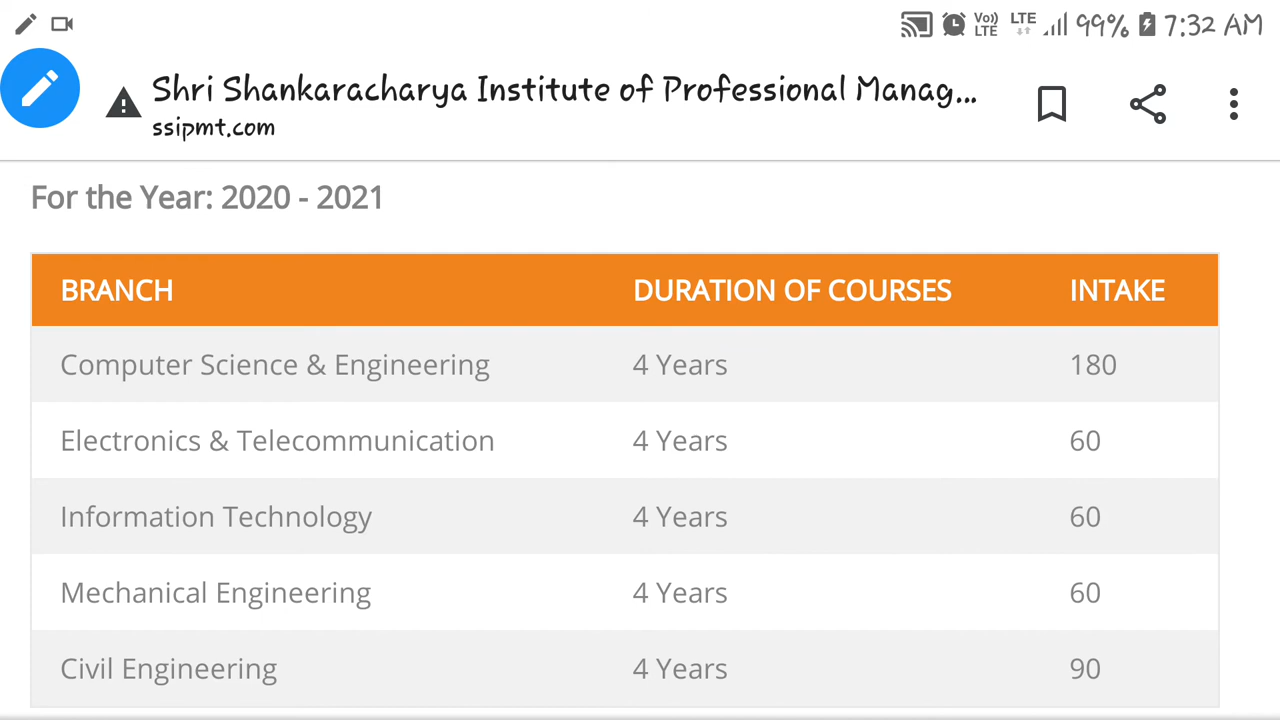 Vo)) LTE LTE 99% 7:32 AM
Shri Shankaracharya Institute of Professional Manag...
ssipmt.com
For the Year: 2020 - 2021
BRANCH DURATION OF COURSES INTAKE
Computer Science & Engineering 4 Years 180
Electronics & Telecommunication 4 Years 60
Information Technology 4 Years 60
Mechanical Engineering 4 Years 60
Civil Engineering 4 Years 90